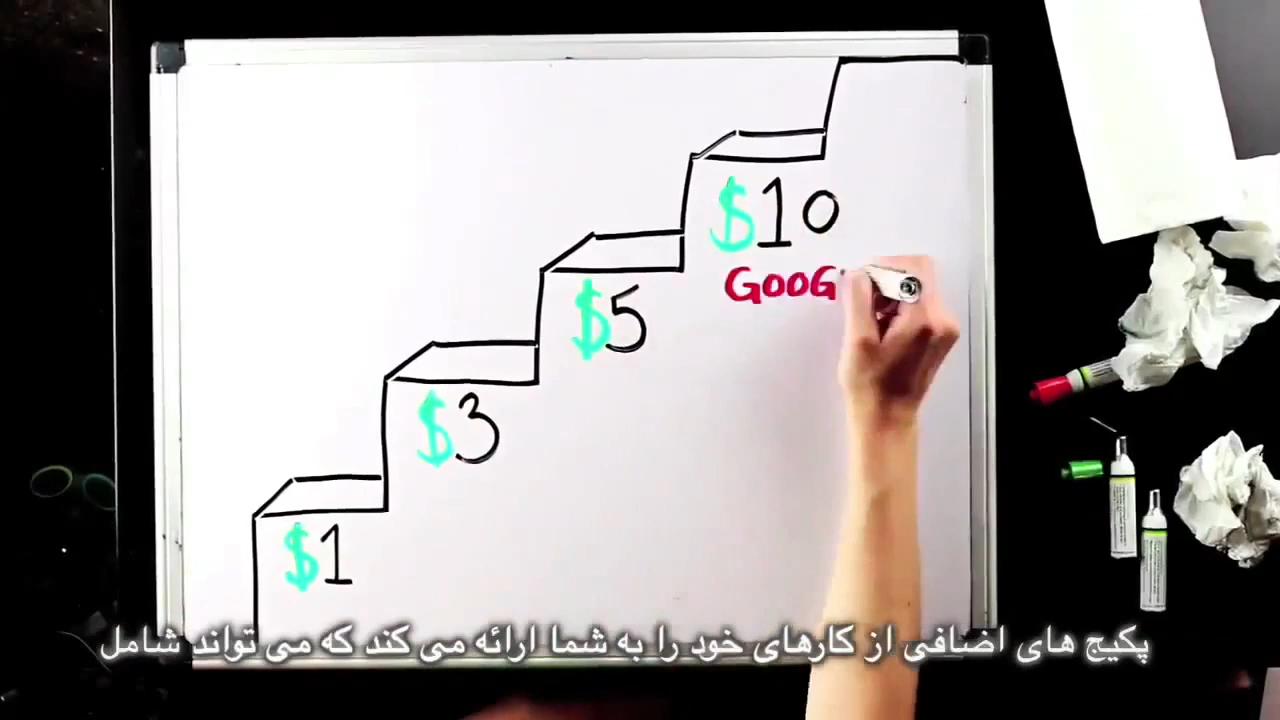 $10
GOOG
$5
$3
$1
پکیج های اضافی از کارهای خود را به شما ارائه می کند که می تواند شامل